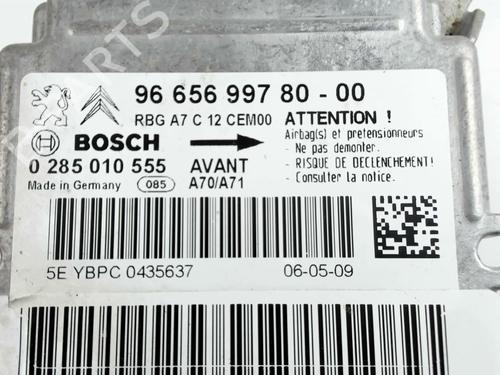 96 656 997 80 - 00
RBG A7 C 12 CEM00
ATTENTION !
BOSCH
Airbag(s) et pretensionneurs
- Ne pas demonter.
- RISQUE DE DECLENCHEMENT!
- Consulter la notice.
0 285 010 555
AVANT
Made in Germany
085
A70/A71
5E YBPC 0435637
06-05-09